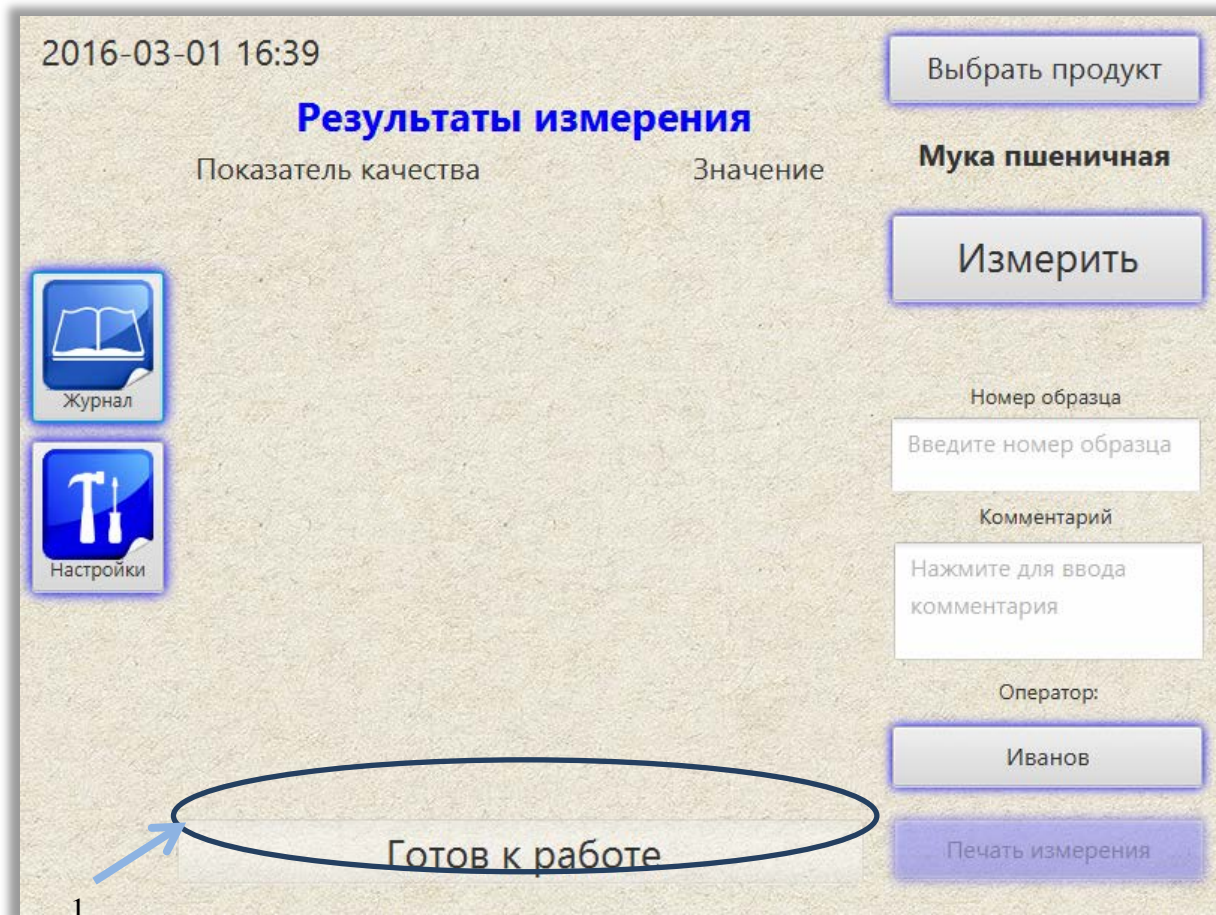 2016-03-01 16:39
Результаты измерения
Показатель качества Значение
Журнал
Настройки
Готов к работе
1
Выбрать продукт
Мука пшеничная
Измерить
Номер образца
Введите номер образца
Комментарий
Нажмите для ввода
комментария
Оператор:
Иванов
Печать измерения